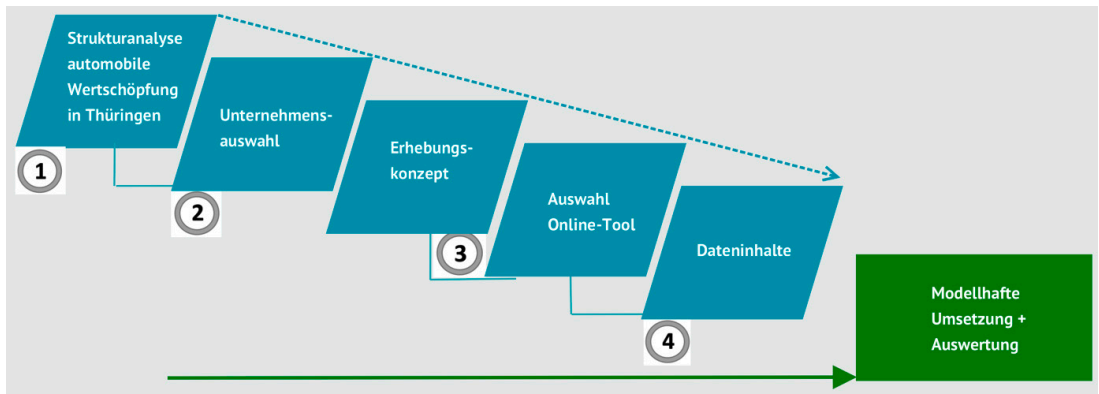 Strukturanalyse
automobile
Wertschöpfung
in Thüringen
1
Unternehmens-
auswahl
2
Erhebungs-
konzept
3
Auswahl
Online-Tool
Dateninhalte
4
Modellhafte
Umsetzung +
Auswertung